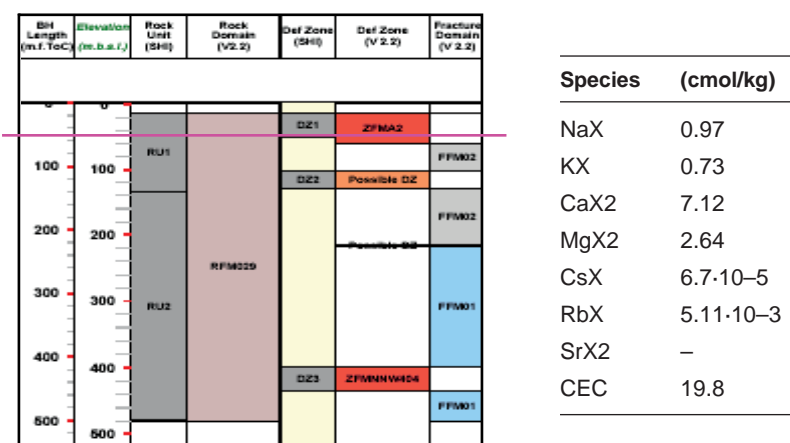 BH Length (m.f.ToC)
Elevation (m.b.s.l.)
Rock Unit (SHI)
Rock Domain (V2.2)
Def Zone (SHI)
Def Zone (V 2.2)
Fracture Domain (V 2.2)
0
100
200
300
400
500
0
100
200
300
400
500
RU1
RU2
RFM029
DZ1
DZ2
DZ3
ZFMA2
Possible DZ
Possible DZ
ZFMNNW404
FFM02
FFM02
FFM01
FFM01
Species (cmol/kg)
NaX 0.97
KX 0.73
CaX2 7.12
MgX2 2.64
CsX 6.7·10–5
RbX 5.11·10–3
SrX2 –
CEC 19.8